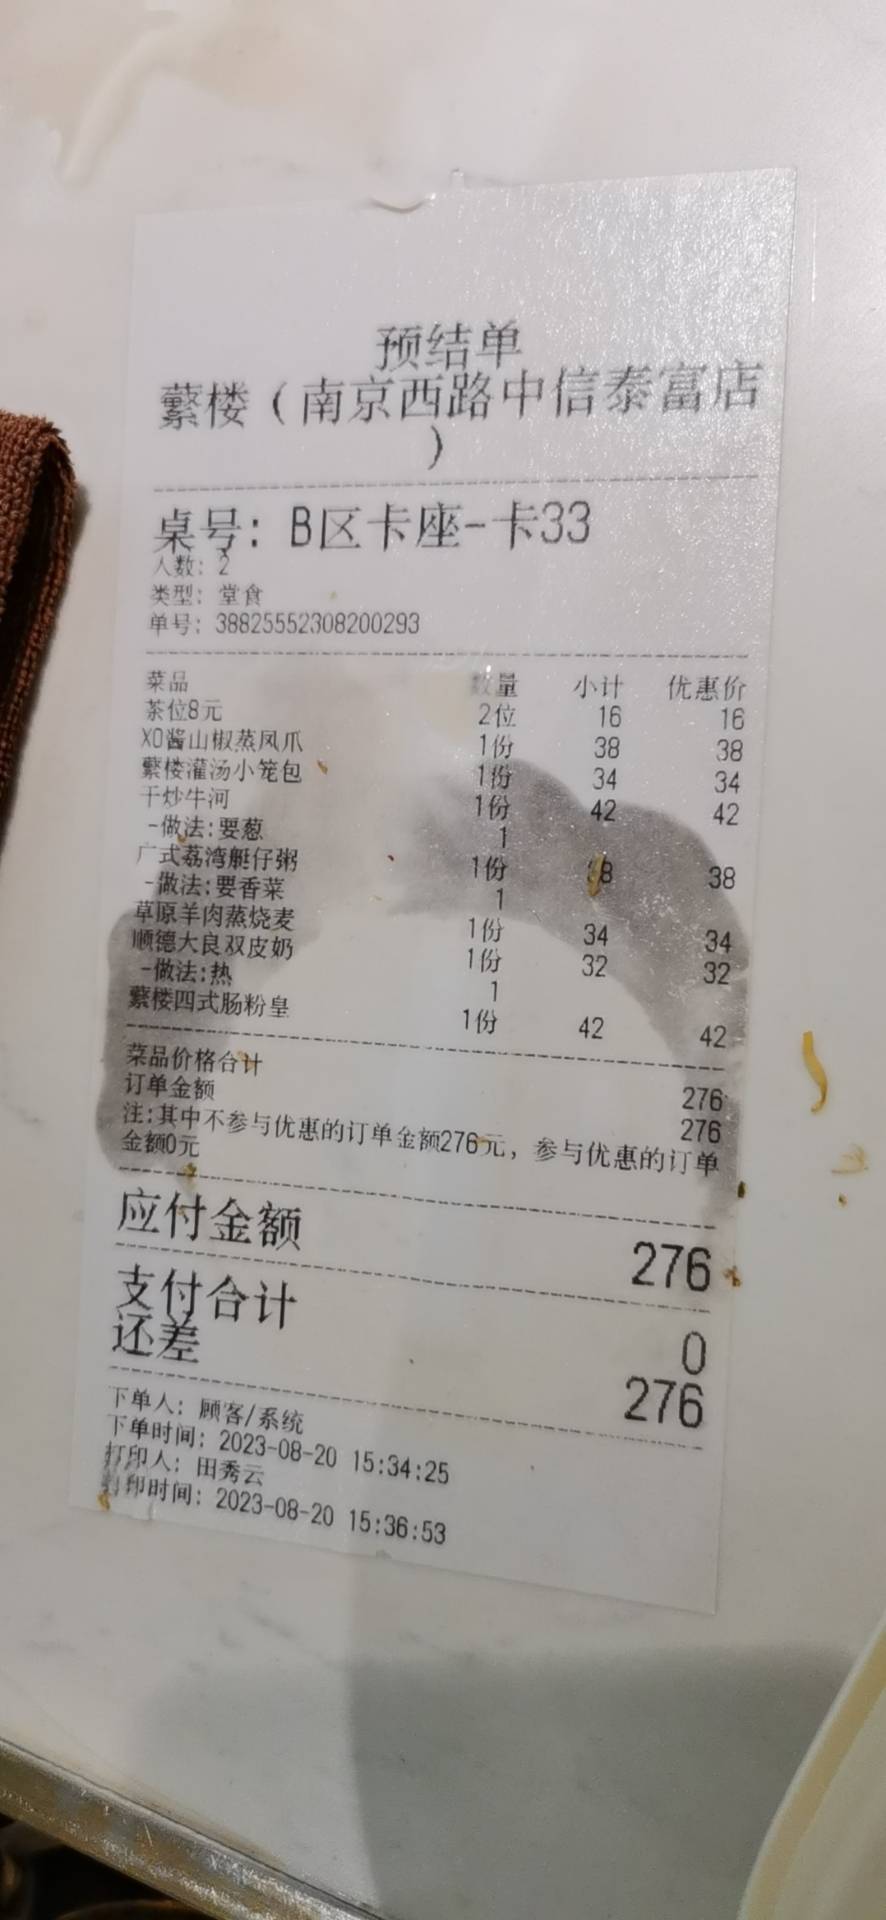 预结单
蘩楼（南京西路中信泰富店
）
桌号：B区卡座-卡33
人数：2
类型：堂食
单号：38825552308200293
菜品 数量 小计 优惠价
茶位8元 2位 16 16
XO酱山椒蒸凤爪 1份 38 38
蘩楼灌汤小笼包 1份 34 34
干炒牛河 1份 42 42
-做法:要葱 1
广式荔湾艇仔粥 1份 38 38
-做法:要香菜 1
草原羊肉蒸烧麦 1份 34 34
顺德大良双皮奶 1份 32 32
-做法:热 1
蘩楼四式肠粉皇 1份 42 42
菜品价格合计 276
订单金额 276
注:其中不参与优惠的订单金额276元，参与优惠的订单
金额0元
应付金额 276
支付合计 0
还差 276
下单人：顾客/系统
下单时间：2023-08-20 15:34:25
打印人：田秀云
打印时间：2023-08-20 15:36:53